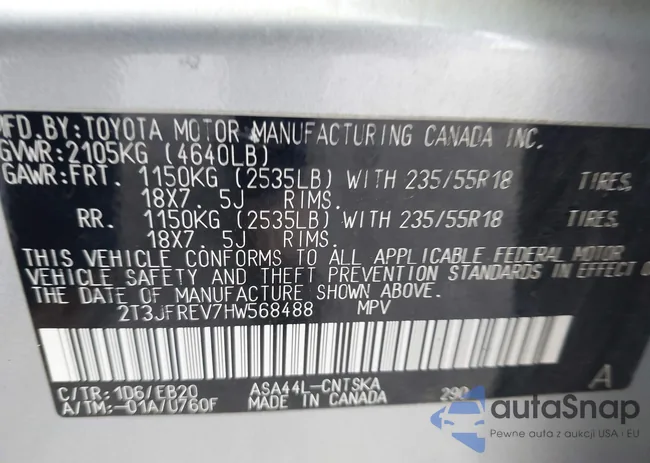 MFD.BY:TOYOTA MOTOR MANUFACTURING CANADA INC.
GVWR:2105KG (4640LB)
GAWR:FRT. 1150KG (2535LB) WITH 235/55R18 TIRES,
18X7. 5J RIMS.
RR. 1150KG (2535LB) WITH 235/55R18 TIRES,
18X7. 5J RIMS.
THIS VEHICLE CONFORMS TO ALL APPLICABLE FEDERAL MOTOR
VEHICLE SAFETY AND THEFT PREVENTION STANDARDS IN EFFECT O
THE DATE OF MANUFACTURE SHOWN ABOVE.
2T3JFREV7HW568488 MPV
C/TR:1D6/EB20 ASA44L-CNTSKA 290 A
A/TM:-01A/U760F MADE IN CANADA
autaSnap
Pewne auta z aukcji USA i EU